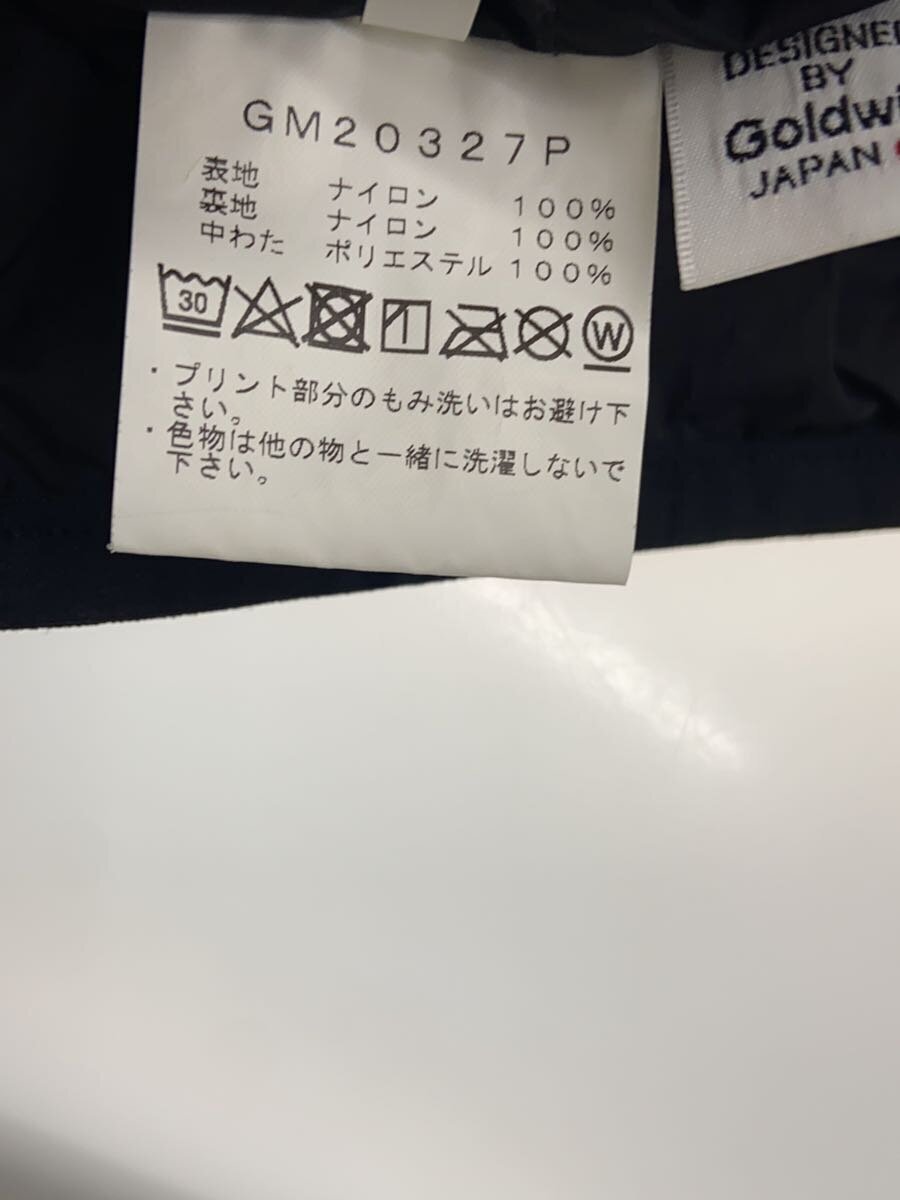 GM20327P
表地 ナイロン 100%
裏地 ナイロン 100%
中わた ポリエステル 100%
30
W
・プリント部分のもみ洗いはお避け下
さい。
・色物は他の物と一緒に洗濯しないで
下さい。
DESIGNED
BY
Goldwi
JAPAN